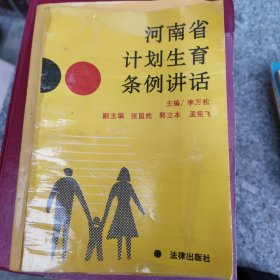 河南省
计划生育
条例讲话
主编/李万松
副主编 张留然 郭立本 孟宪飞
法律出版社